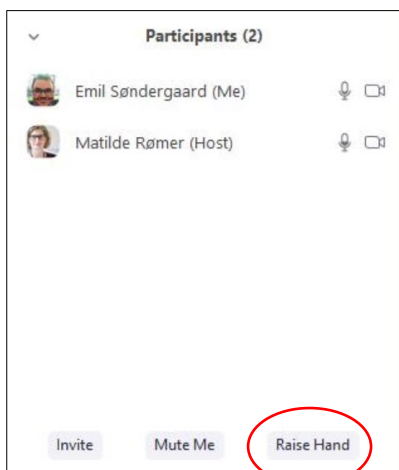 Participants (2)
Emil Søndergaard (Me)
Matilde Rømer (Host)
Invite Mute Me Raise Hand